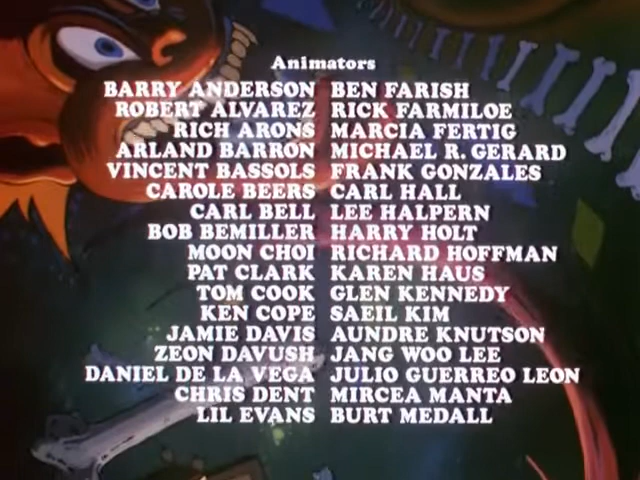 Animators
BARRY ANDERSON BEN FARISH
ROBERT ALVAREZ RICK FARMILOE
RICH ARONS MARCIA FERTIG
ARLAND BARRON MICHAEL R. GERARD
VINCENT BASSOLS FRANK GONZALES
CAROLE BEERS CARL HALL
CARL BELL LEE HALPERN
BOB BEMILLER HARRY HOLT
MOON CHOI RICHARD HOFFMAN
PAT CLARK KAREN HAUS
TOM COOK GLEN KENNEDY
KEN COPE SAEIL KIM
JAMIE DAVIS AUNDRE KNUTSON
ZEON DAVUSH JANG WOO LEE
DANIEL DE LA VEGA JULIO GUERREO LEON
CHRIS DENT MIRCEA MANTA
LIL EVANS BURT MEDALL